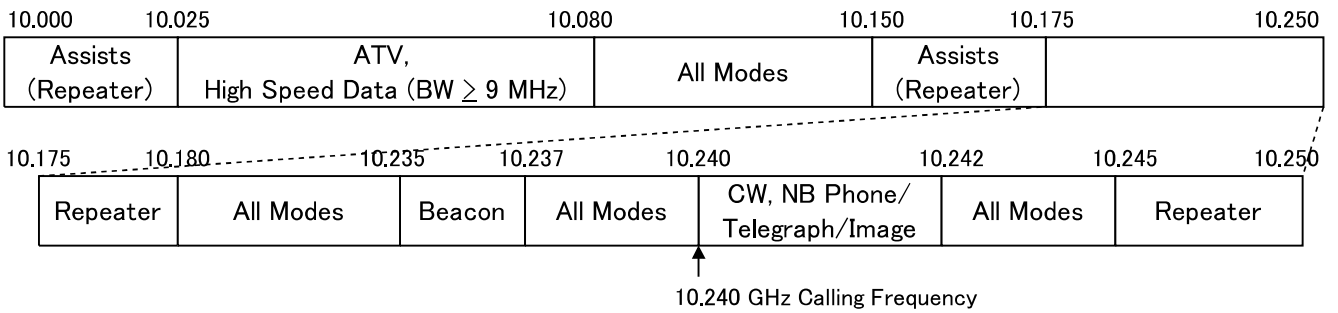 10.000 10.025 10.080 10.150 10.175 10.250
Assists (Repeater) ATV, High Speed Data (BW ≥ 9 MHz) All Modes Assists (Repeater)
10.175 10.180 10.235 10.237 10.240 10.242 10.245 10.250
Repeater All Modes Beacon All Modes CW, NB Phone/ Telegraph/Image All Modes Repeater
10.240 GHz Calling Frequency